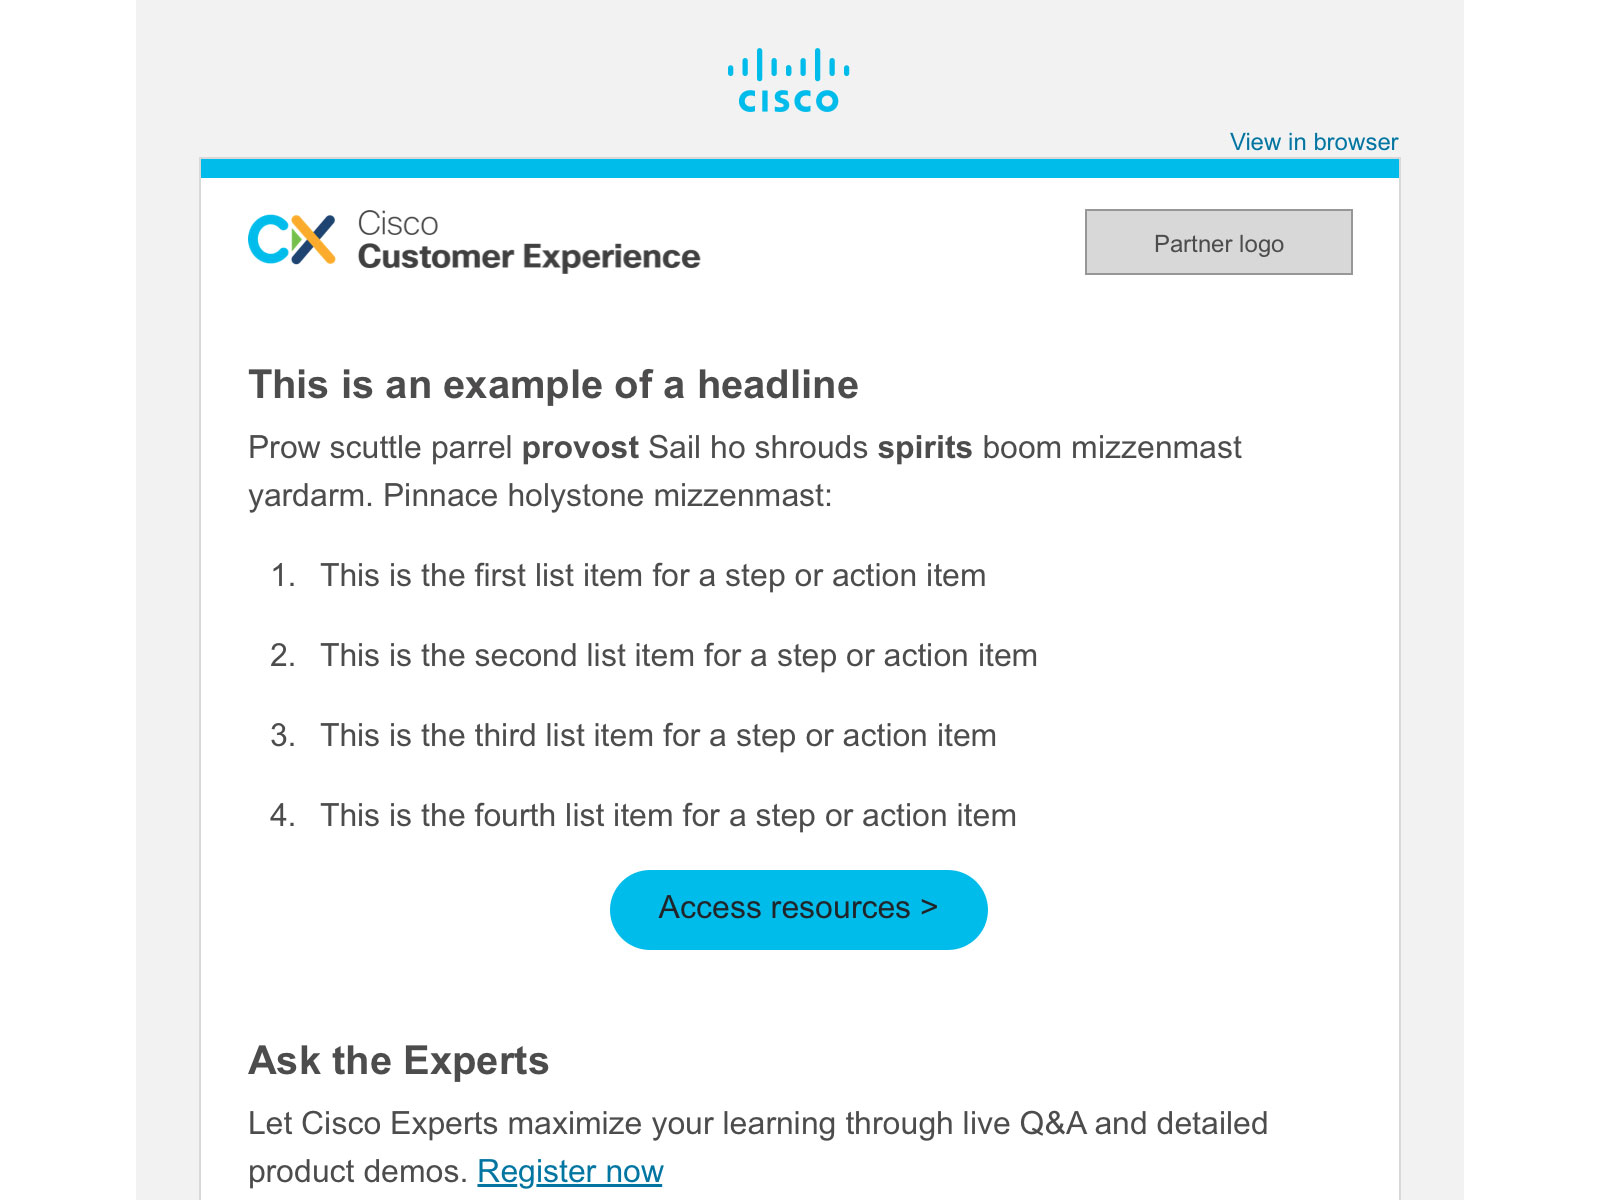 CISCO
View in browser
CX Cisco
Customer Experience
Partner logo
This is an example of a headline
Prow scuttle parrel provost Sail ho shrouds spirits boom mizzenmast
yardarm. Pinnace holystone mizzenmast:
1. This is the first list item for a step or action item
2. This is the second list item for a step or action item
3. This is the third list item for a step or action item
4. This is the fourth list item for a step or action item
Access resources >
Ask the Experts
Let Cisco Experts maximize your learning through live Q&A and detailed
product demos. Register now